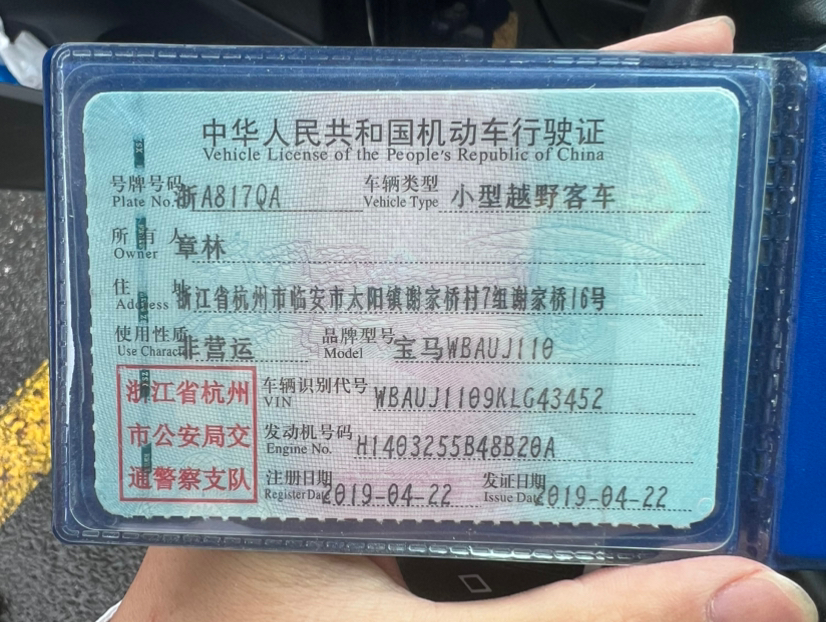 中华人民共和国机动车行驶证
Vehicle License of the People's Republic of China
号牌号码 浙A817QA 车辆类型 小型越野客车
Plate No. Vehicle Type
所有人 章林
Owner
住址 浙江省杭州市临安市太阳镇谢家桥村7组谢家桥16号
Address
使用性质 非营运 品牌型号 宝马WBAUJ110
Use Charac Model
浙江省杭州 车辆识别代号 WBAUJ1109KLG43452
VIN
市公安局交 发动机号码 H1403255B48B20A
Engine No.
通警察支队 注册日期 2019-04-22 发证日期 2019-04-22
Register Da Issue Da